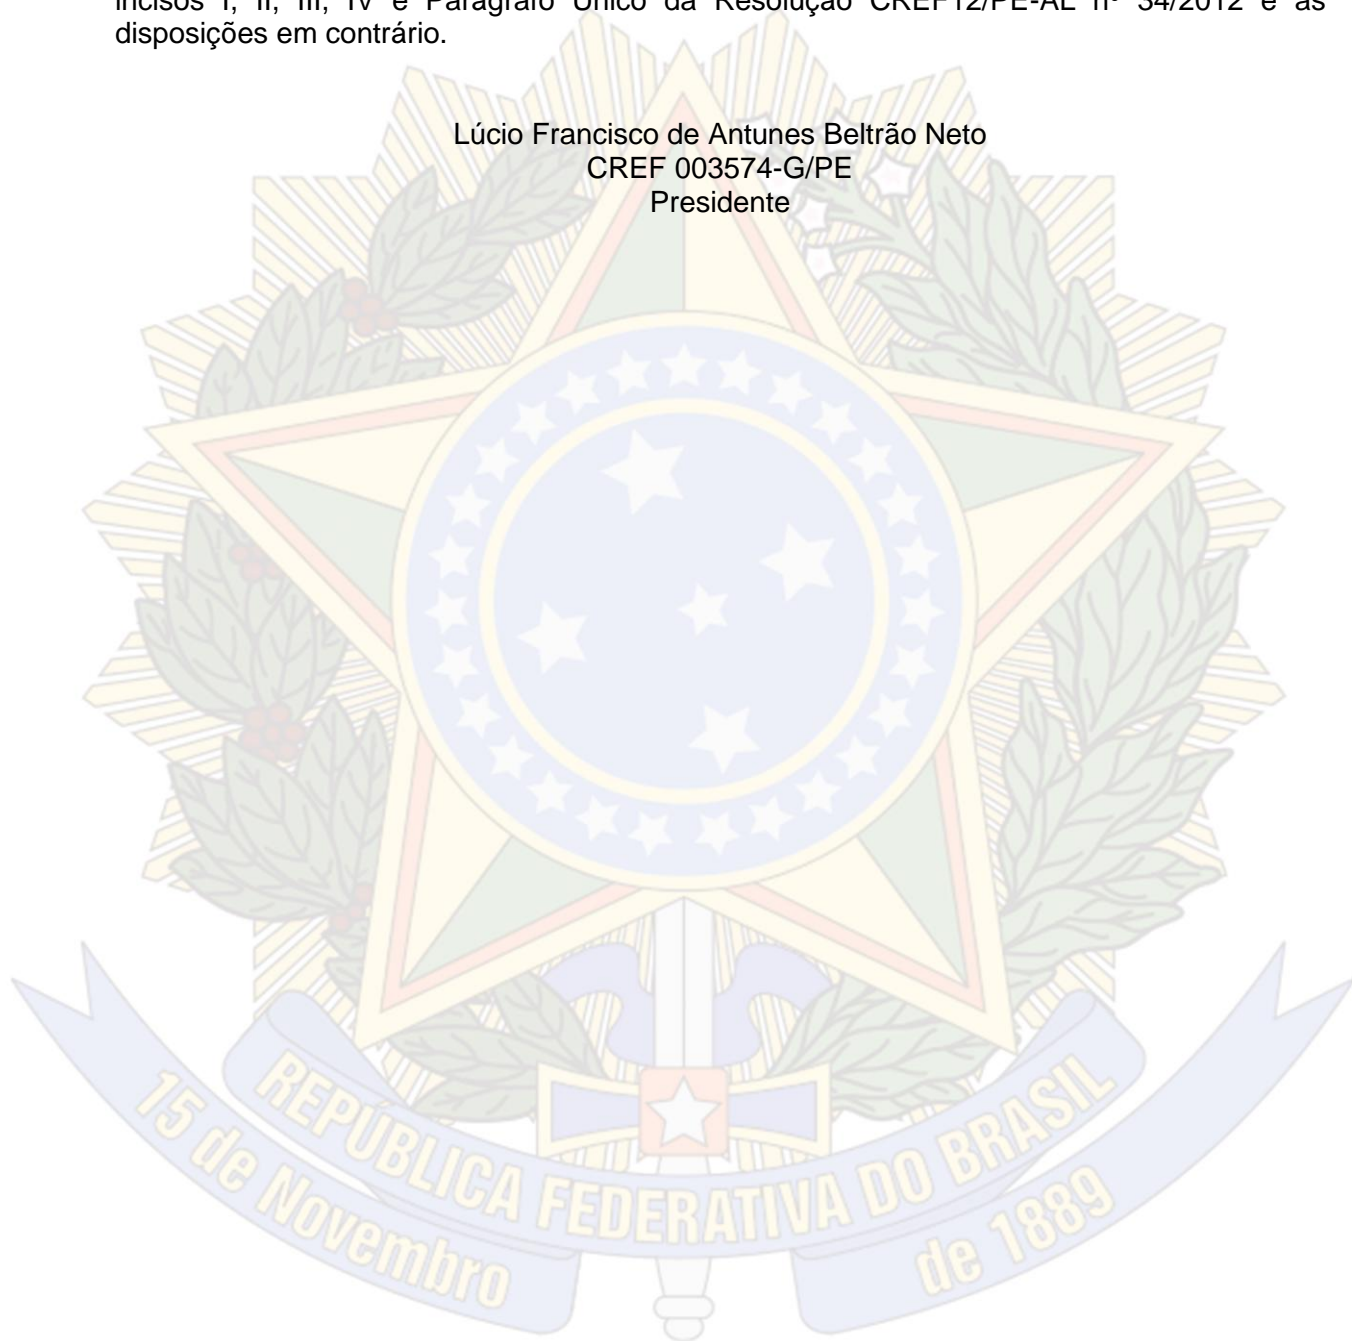 incisos I, II, III, IV e Parágrafo Único da Resolução CREF12/PE-AL nº 34/2012 e as
disposições em contrário.
Lúcio Francisco de Antunes Beltrão Neto
CREF 003574-G/PE
Presidente
REPÚBLICA FEDERATIVA DO BRASIL
15 de Novembro
de 1889